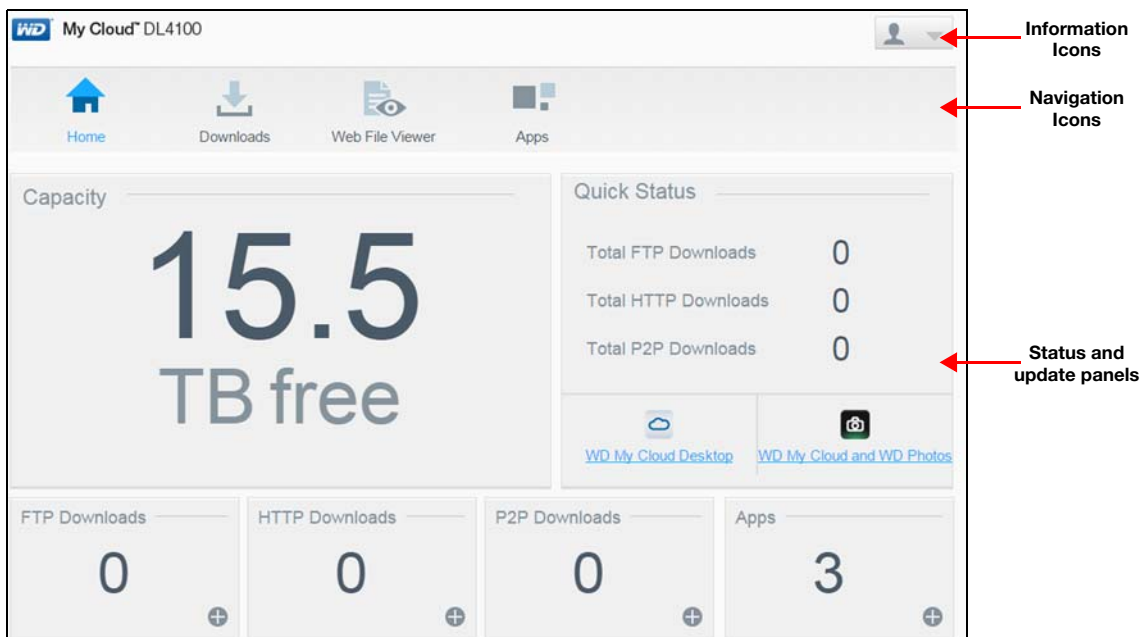 WD My Cloud™ DL4100
Information
Icons
Home
Downloads
Web File Viewer
Apps
Navigation
Icons
Capacity
15.5
TB free
Quick Status
Total FTP Downloads 0
Total HTTP Downloads 0
Total P2P Downloads 0
Status and
update panels
WD My Cloud Desktop
WD My Cloud and WD Photos
FTP Downloads
0
HTTP Downloads
0
P2P Downloads
0
Apps
3